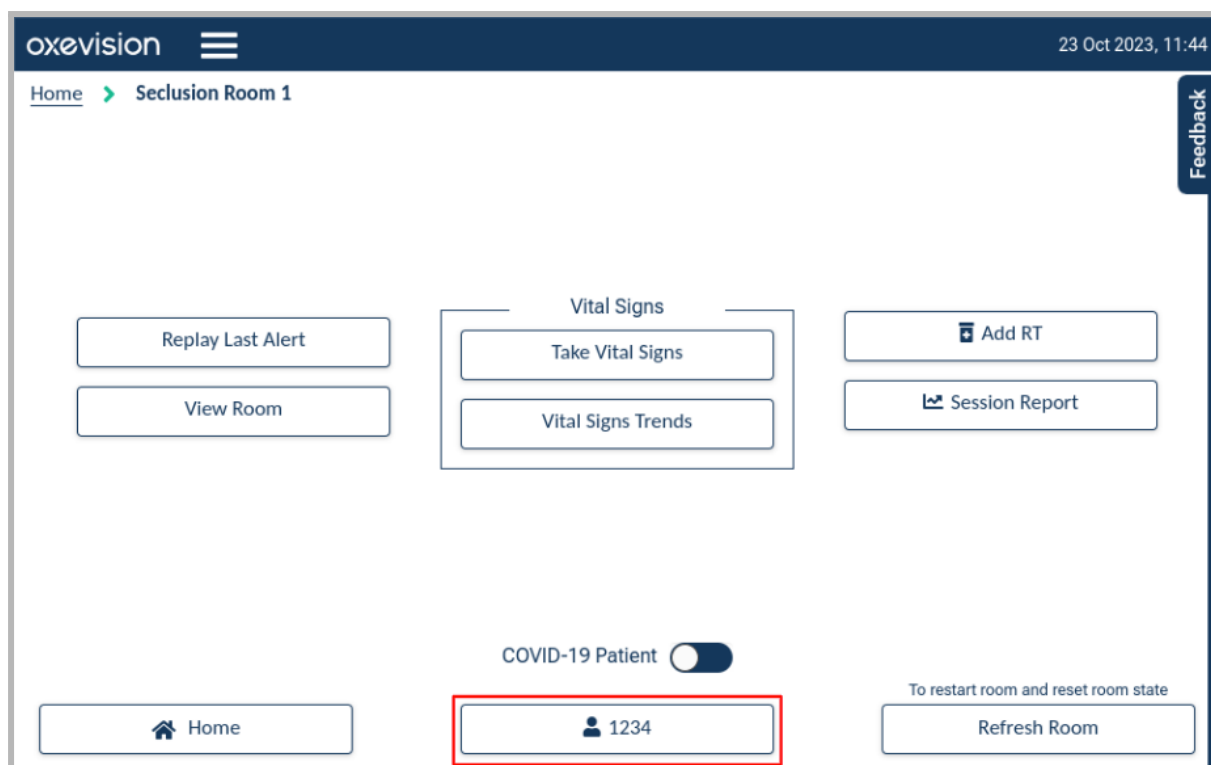 oxevision
23 Oct 2023, 11:44
Home Seclusion Room 1
Feedback
Replay Last Alert
View Room
Vital Signs
Take Vital Signs
Vital Signs Trends
Add RT
Session Report
COVID-19 Patient
Home
1234
To restart room and reset room state
Refresh Room